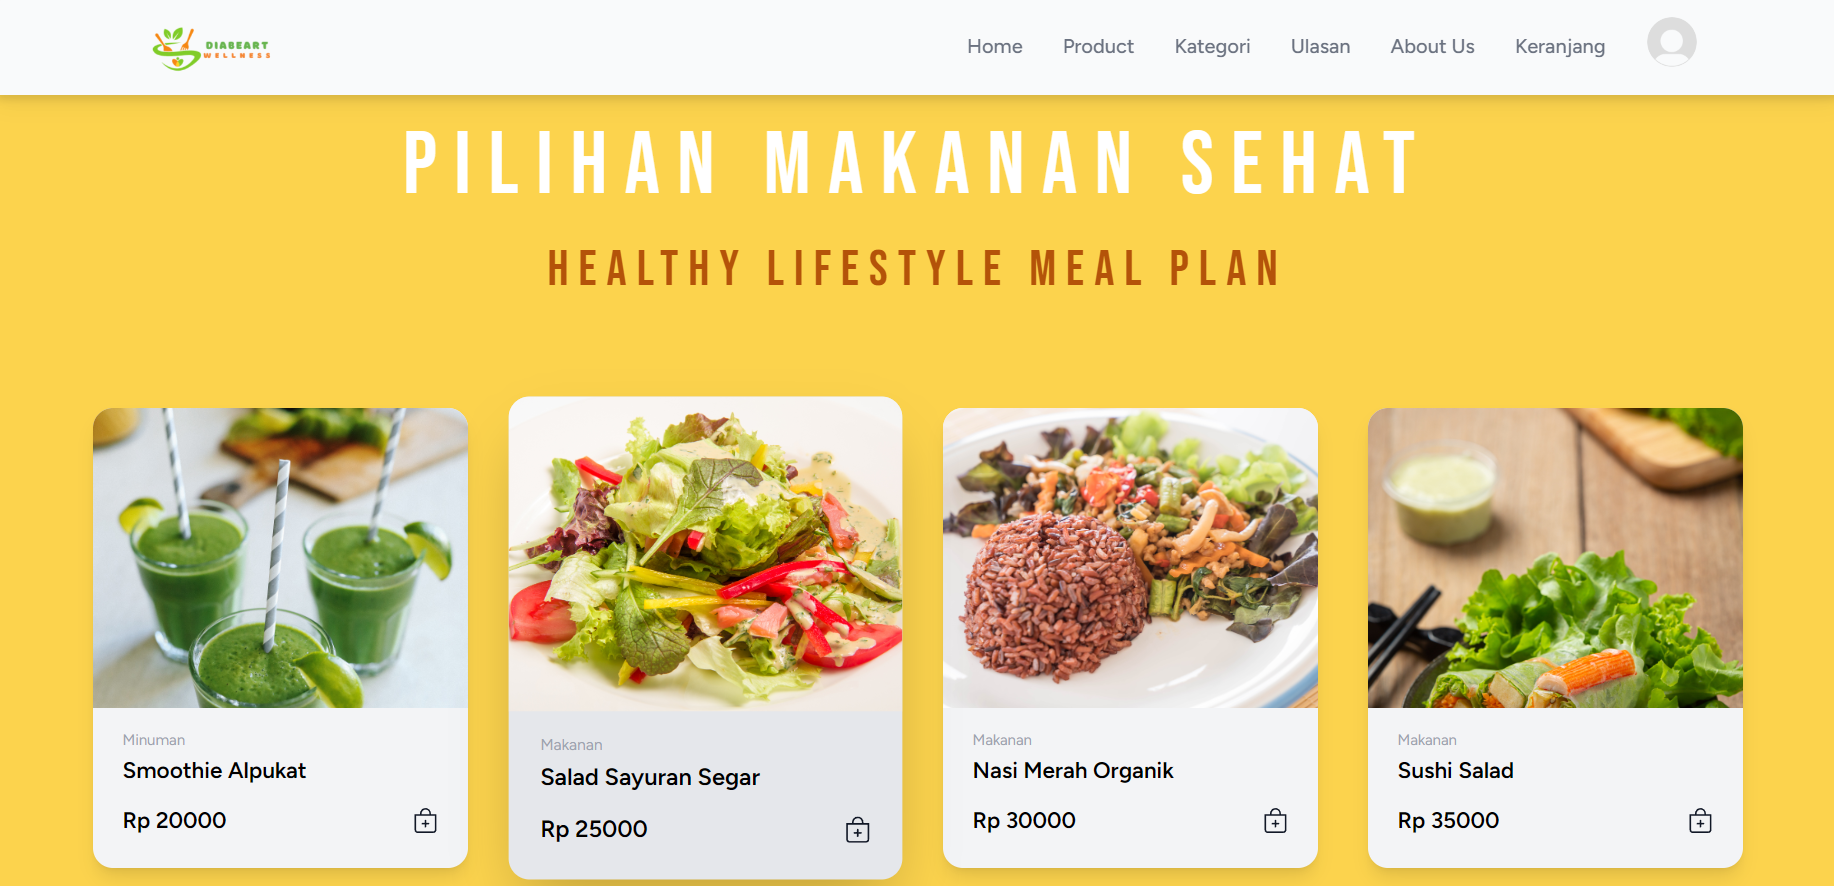 DIABEART
WELLNESS
Home Product Kategori Ulasan About Us Keranjang
PILIHAN MAKANAN SEHAT
HEALTHY LIFESTYLE MEAL PLAN
Minuman
Smoothie Alpukat
Rp 20000
Makanan
Salad Sayuran Segar
Rp 25000
Makanan
Nasi Merah Organik
Rp 30000
Makanan
Sushi Salad
Rp 35000